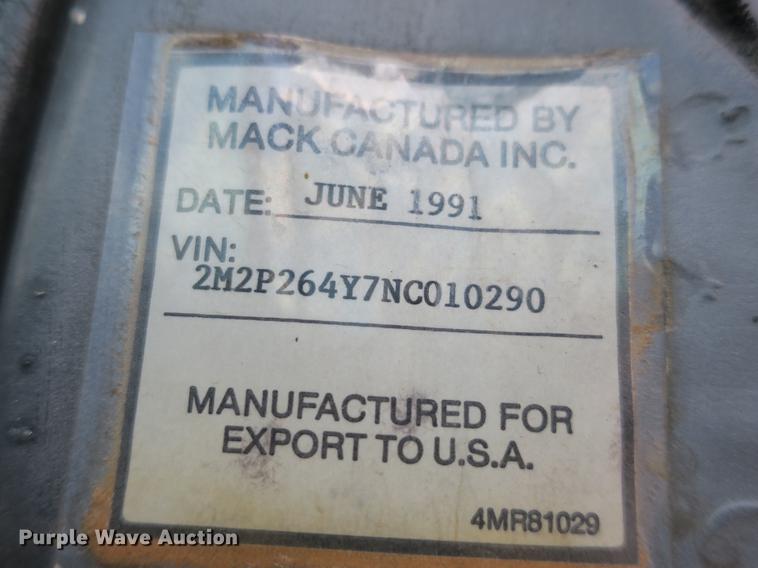 MANUFACTURED BY
MACK CANADA INC.
DATE: JUNE 1991
VIN:
2M2P264Y7NC010290
MANUFACTURED FOR
EXPORT TO U.S.A.
4MR81029
Purple Wave Auction